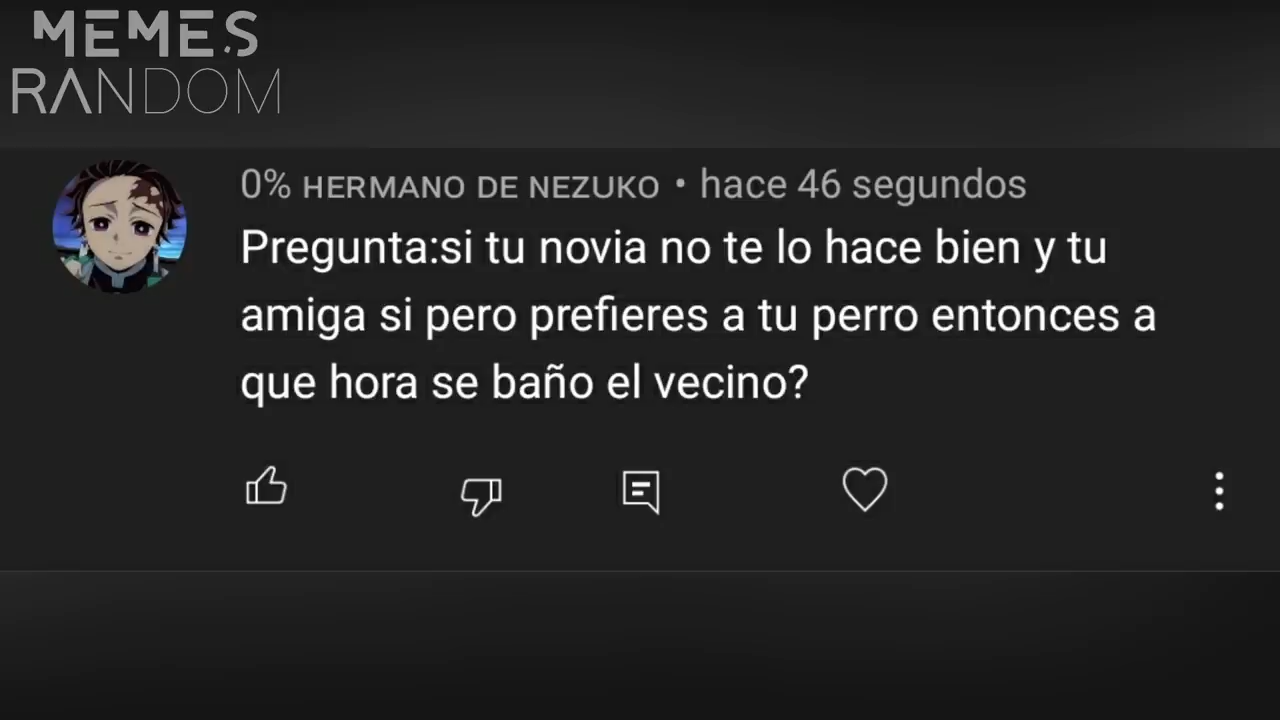 MEMES
RANDOM
0% HERMANO DE NEZUKO • hace 46 segundos
Pregunta:si tu novia no te lo hace bien y tu
amiga si pero prefieres a tu perro entonces a
que hora se baño el vecino?